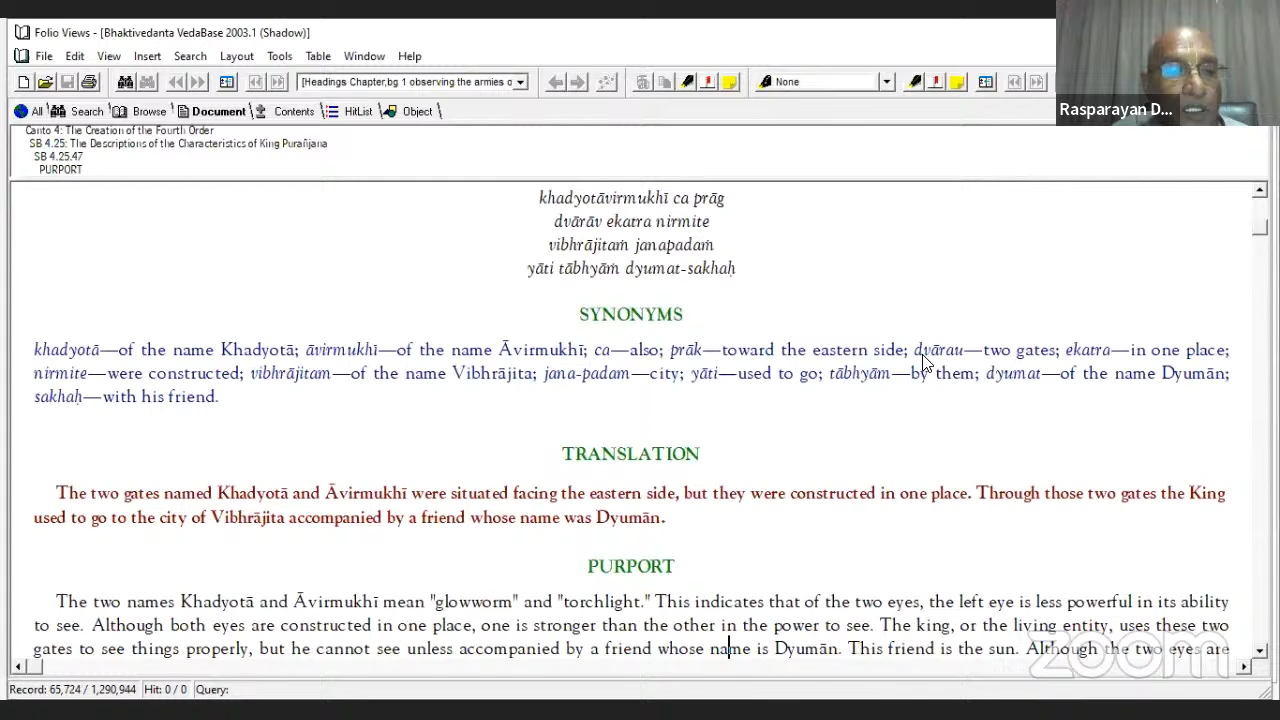 Folio Views - [Bhaktivedanta VedaBase 2003.1 (Shadow)]
File Edit View Insert Search Layout Tools Table Window Help
[Headings Chapter,bg 1 observing the armies o
None
All Search Browse Document Contents HitList Object
Rasparayan D...
Canto 4: The Creation of the Fourth Order
SB 4.25: The Descriptions of the Characteristics of King Purañjana
SB 4.25.47
PURPORT
khadyotāvirmukhī ca prāg
dvārāv ekatra nirmite
vibhrājitaṁ janapadaṁ
yāti tābhyāṁ dyumat-sakhaḥ
SYNONYMS
khadyotā—of the name Khadyotā; āvirmukhī—of the name Āvirmukhī; ca—also; prāk—toward the eastern side; dvārau—two gates; ekatra—in one place;
nirmite—were constructed; vibhrājitam—of the name Vibhrājita; jana-padam—city; yāti—used to go; tābhyām—by them; dyumat—of the name Dyumān;
sakhaḥ—with his friend.
TRANSLATION
The two gates named Khadyotā and Āvirmukhī were situated facing the eastern side, but they were constructed in one place. Through those two gates the King
used to go to the city of Vibhrājita accompanied by a friend whose name was Dyumān.
PURPORT
The two names Khadyotā and Āvirmukhī mean "glowworm" and "torchlight." This indicates that of the two eyes, the left eye is less powerful in its ability
to see. Although both eyes are constructed in one place, one is stronger than the other in the power to see. The king, or the living entity, uses these two
gates to see things properly, but he cannot see unless accompanied by a friend whose name is Dyumān. This friend is the sun. Although the two eyes are
zoom
Record: 65,724 / 1,290,944 Hit: 0 / 0 Query: